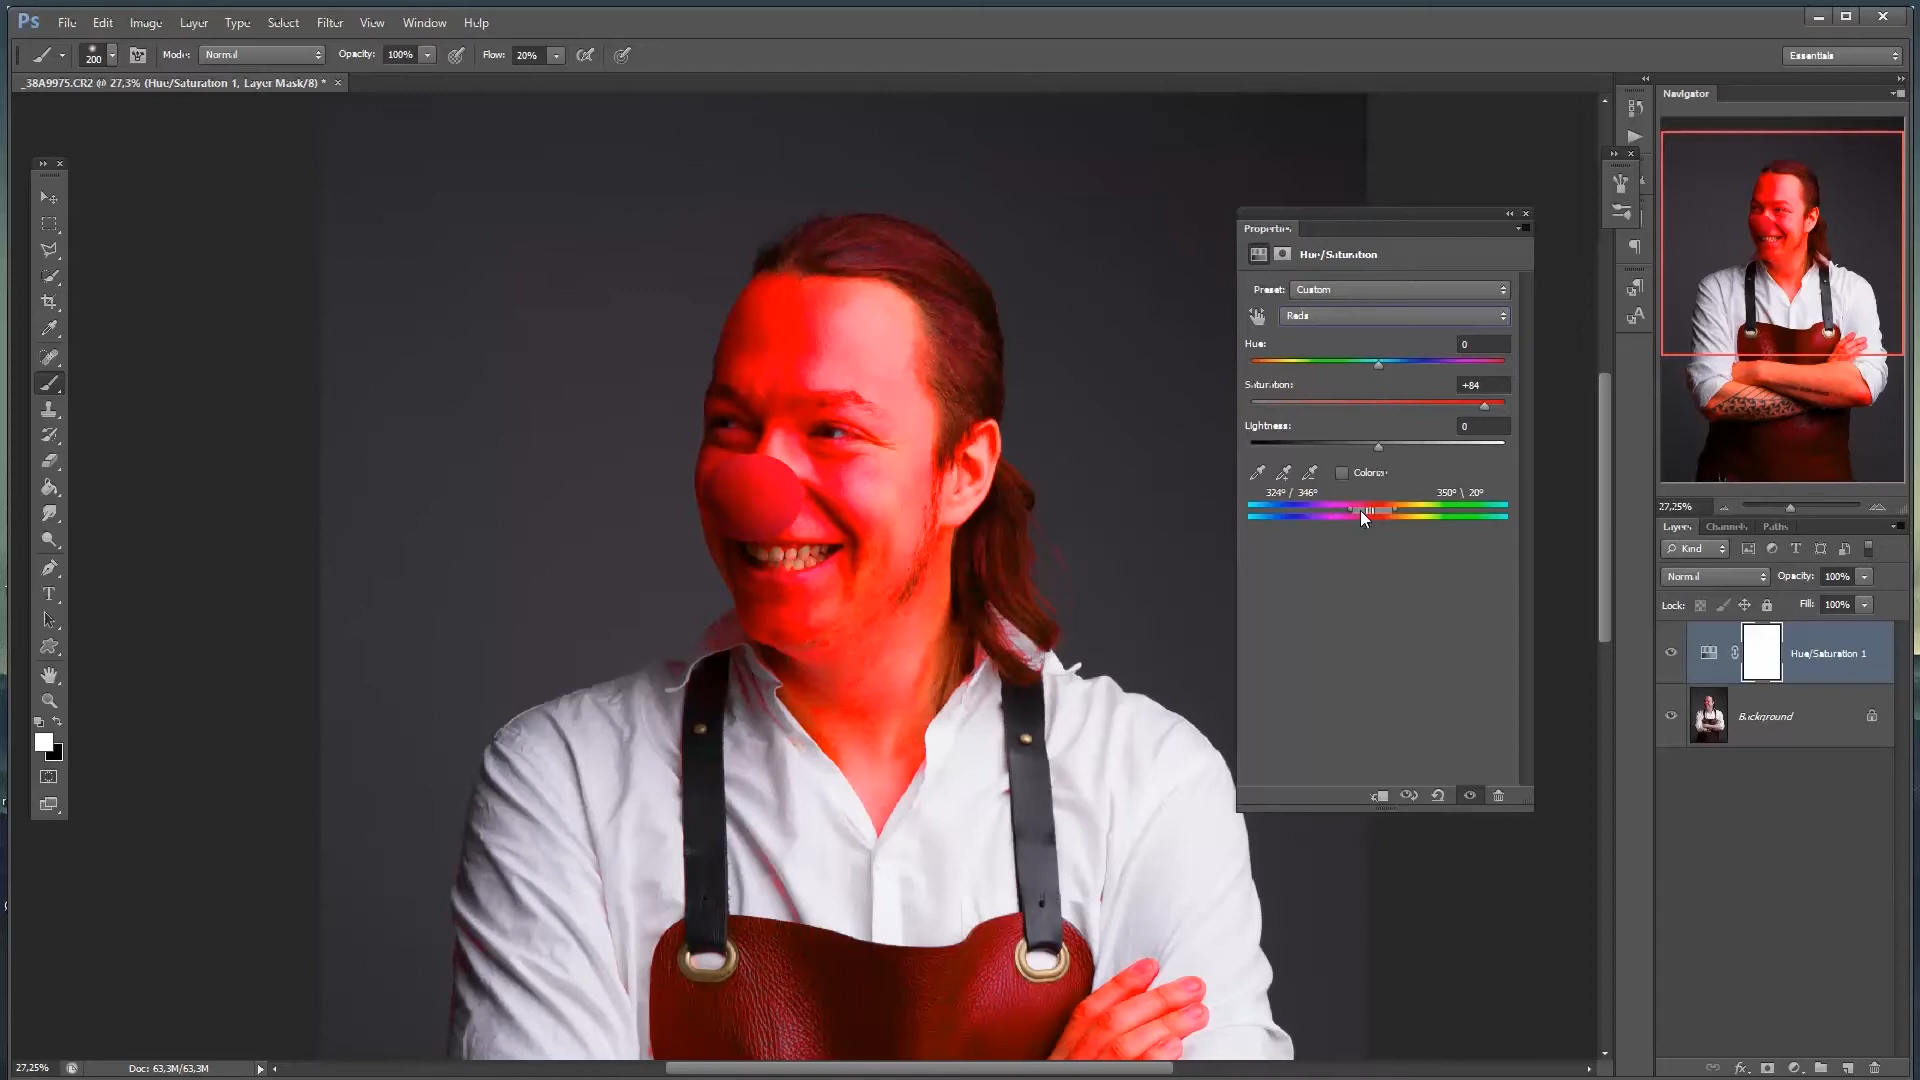 Ps File Edit Image Layer Type Select Filter View Window Help
200 Mode: Normal Opacity: 100% Flow: 20% Essentials
_38A9975.CR2 @ 27,3% (Hue/Saturation 1, Layer Mask/8) * ×
Navigator
Properties
Hue/Saturation
Preset: Custom
Reds
Hue: 0
Saturation: +84
Lightness: 0
Colorize
324° / 346° 350° \ 20°
27,25%
Layers Channels Paths
Kind
Normal Opacity: 100%
Lock: Fill: 100%
Hue/Saturation 1
Background
27,25% Doc: 63,3M/63,3M